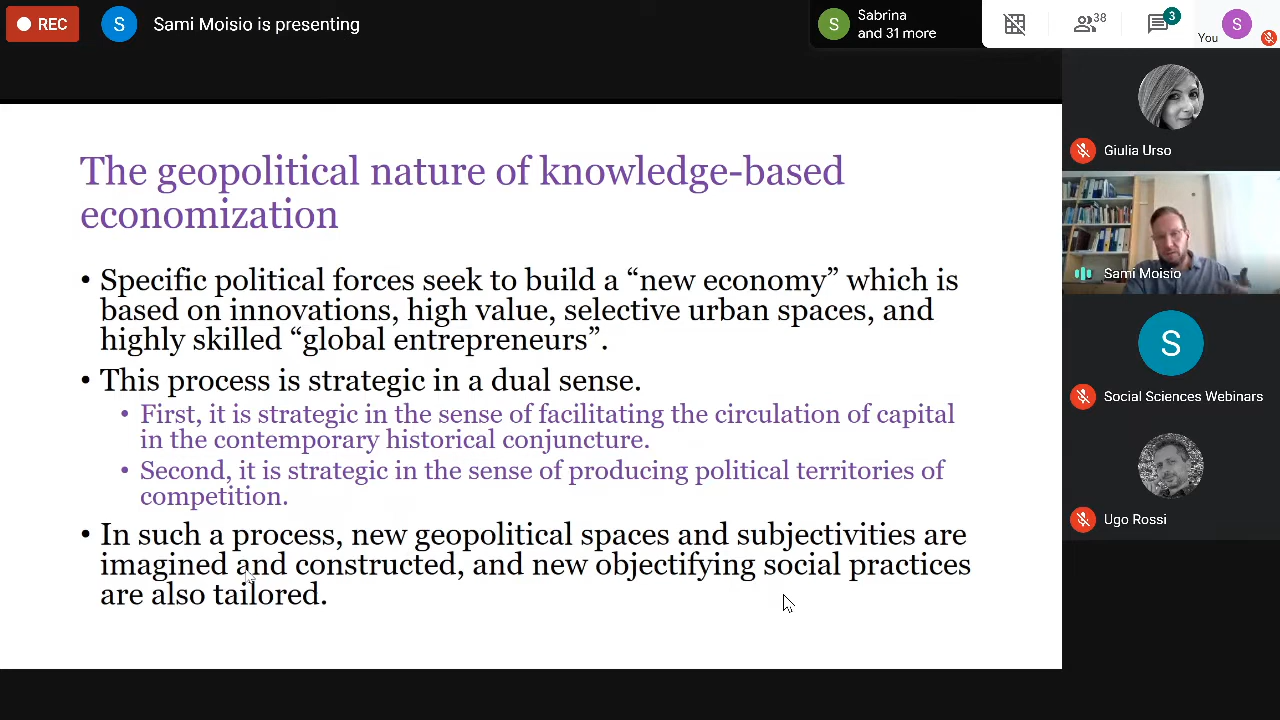 REC
S
Sami Moisio is presenting
S
Sabrina
and 31 more
38
3
You
S
The geopolitical nature of knowledge-based
economization
• Specific political forces seek to build a “new economy” which is
based on innovations, high value, selective urban spaces, and
highly skilled “global entrepreneurs”.
• This process is strategic in a dual sense.
• First, it is strategic in the sense of facilitating the circulation of capital
in the contemporary historical conjuncture.
• Second, it is strategic in the sense of producing political territories of
competition.
• In such a process, new geopolitical spaces and subjectivities are
imagined and constructed, and new objectifying social practices
are also tailored.
Giulia Urso
Sami Moisio
S
Social Sciences Webinars
Ugo Rossi